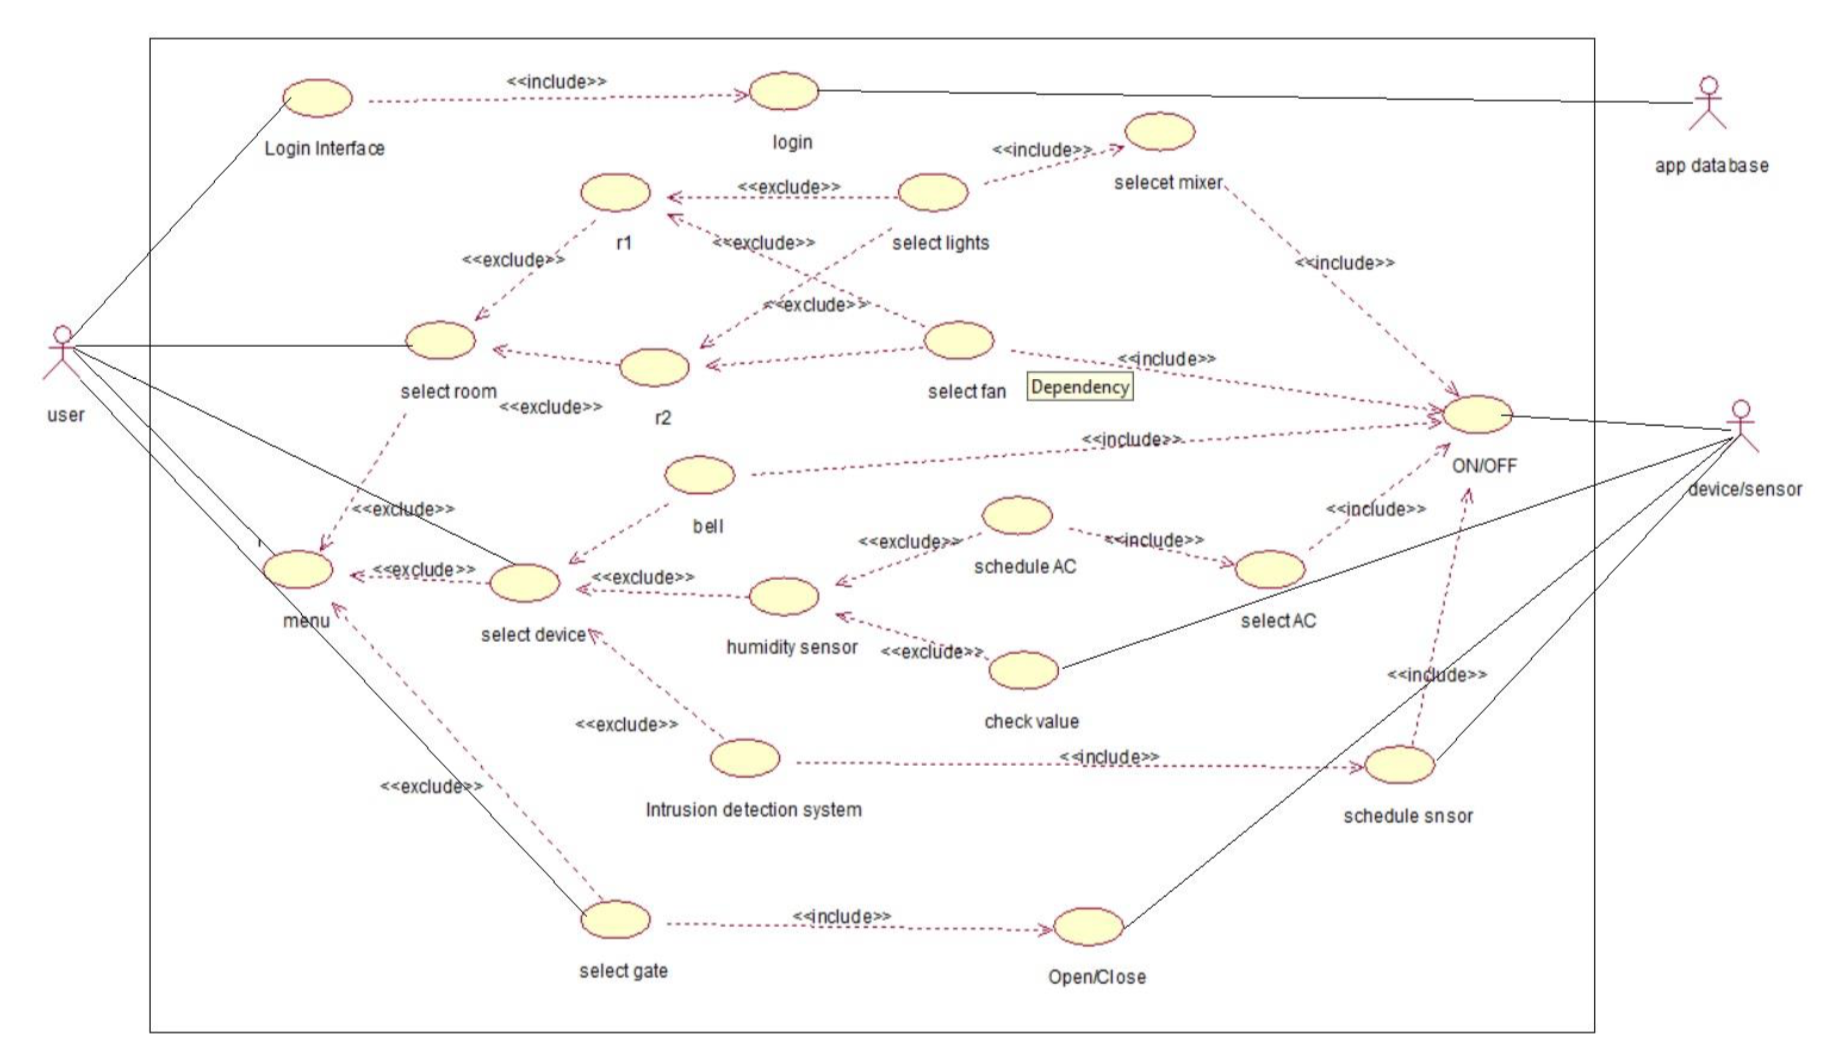 <<include>>
Login Interface
login
app database
<<include>>
selecet mixer
<<exclude>>
r1
<<exclude>>
select lights
<<exclude>>
<<include>>
<<exclude>>
<<include>>
Dependency
select room
<<exclude>>
r2
select fan
user
<<include>>
ON/OFF
device/sensor
<<exclude>>
bell
<<include>>
<<exclude>>
<<include>>
schedule AC
<<exclude>>
<<exclude>>
menu
select device
humidity sensor
<<exclude>>
select AC
<<include>>
check value
<<exclude>>
<<include>>
Intrusion detection system
schedule snsor
<<exclude>>
<<include>>
select gate
Open/Close